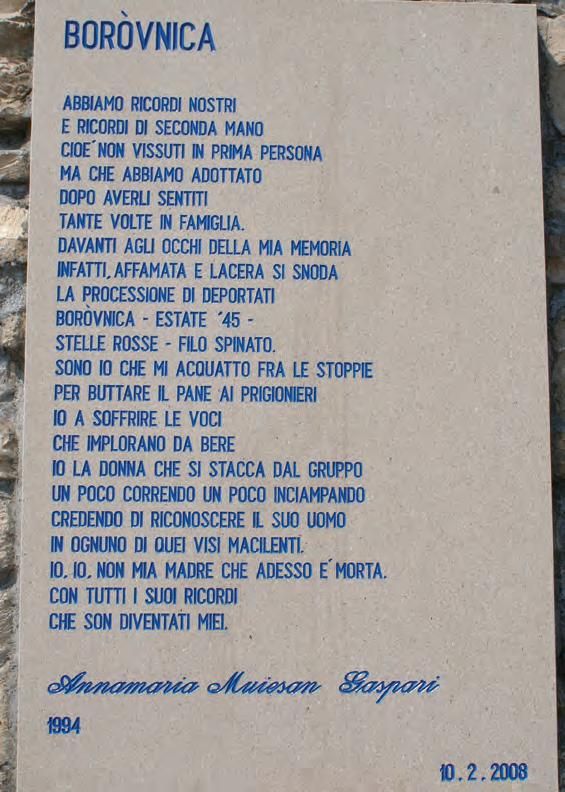 BORÒVNICA
ABBIAMO RICORDI NOSTRI
E RICORDI DI SECONDA MANO
CIOE´ NON VISSUTI IN PRIMA PERSONA
MA CHE ABBIAMO ADOTTATO
DOPO AVERLI SENTITI
TANTE VOLTE IN FAMIGLIA.
DAVANTI AGLI OCCHI DELLA MIA MEMORIA
INFATTI, AFFAMATA E LACERA SI SNODA
LA PROCESSIONE DI DEPORTATI
BORÒVNICA - ESTATE ´45 -
STELLE ROSSE - FILO SPINATO.
SONO IO CHE MI ACQUATTO FRA LE STOPPIE
PER BUTTARE IL PANE AI PRIGIONIERI
IO A SOFFRIRE LE VOCI
CHE IMPLORANO DA BERE
IO LA DONNA CHE SI STACCA DAL GRUPPO
UN POCO CORRENDO UN POCO INCIAMPANDO
CREDENDO DI RICONOSCERE IL SUO UOMO
IN OGNUNO DI QUEI VISI MACILENTI.
IO, IO, NON MIA MADRE CHE ADESSO E´ MORTA.
CON TUTTI I SUOI RICORDI
CHE SON DIVENTATI MIEI.
Annamaria Muiesan Gaspari
1994
10.2.2008